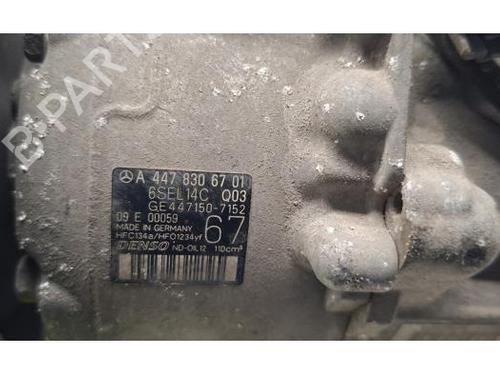 A 447 830 67 01
6SEL14C Q03
GE447150-7152
09 E 00059
MADE IN GERMANY
67
HFC134a/HFO1234yf
DENSO ND-OIL12 110cm³
B-PARTS